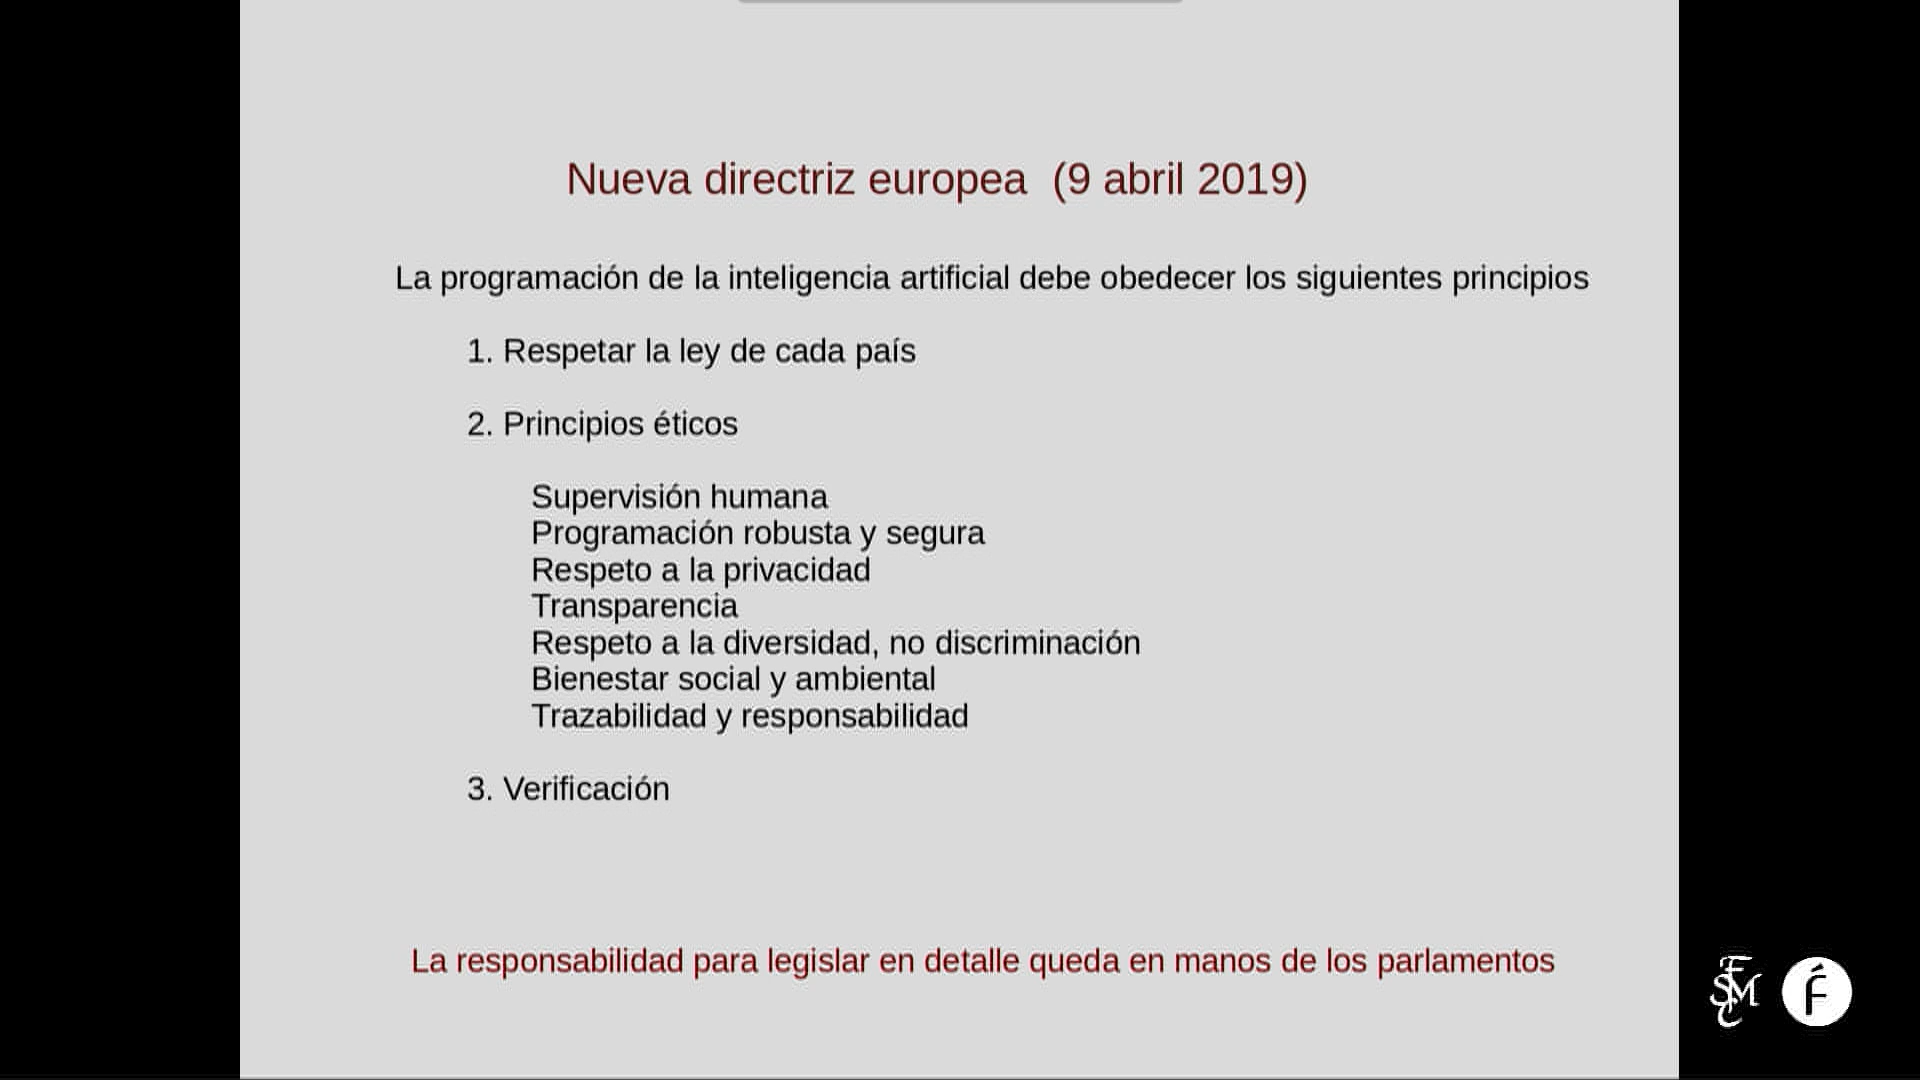 Nueva directriz europea (9 abril 2019)
La programación de la inteligencia artificial debe obedecer los siguientes principios
1. Respetar la ley de cada país
2. Principios éticos
Supervisión humana
Programación robusta y segura
Respeto a la privacidad
Transparencia
Respeto a la diversidad, no discriminación
Bienestar social y ambiental
Trazabilidad y responsabilidad
3. Verificación
La responsabilidad para legislar en detalle queda en manos de los parlamentos
É